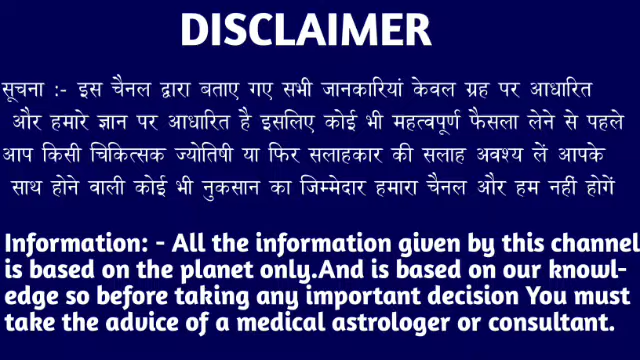 DISCLAIMER
सूचना :- इस चैनल द्वारा बताए गए सभी जानकारियां केवल ग्रह पर आधारित
और हमारे ज्ञान पर आधारित है इसलिए कोई भी महत्वपूर्ण फैसला लेने से पहले
आप किसी चिकित्सक ज्योतिषी या फिर सलाहकार की सलाह अवश्य लें आपके
साथ होने वाली कोई भी नुकसान का जिम्मेदार हमारा चैनल और हम नहीं होगें
Information: - All the information given by this channel
is based on the planet only.And is based on our knowl-
edge so before taking any important decision You must
take the advice of a medical astrologer or consultant.